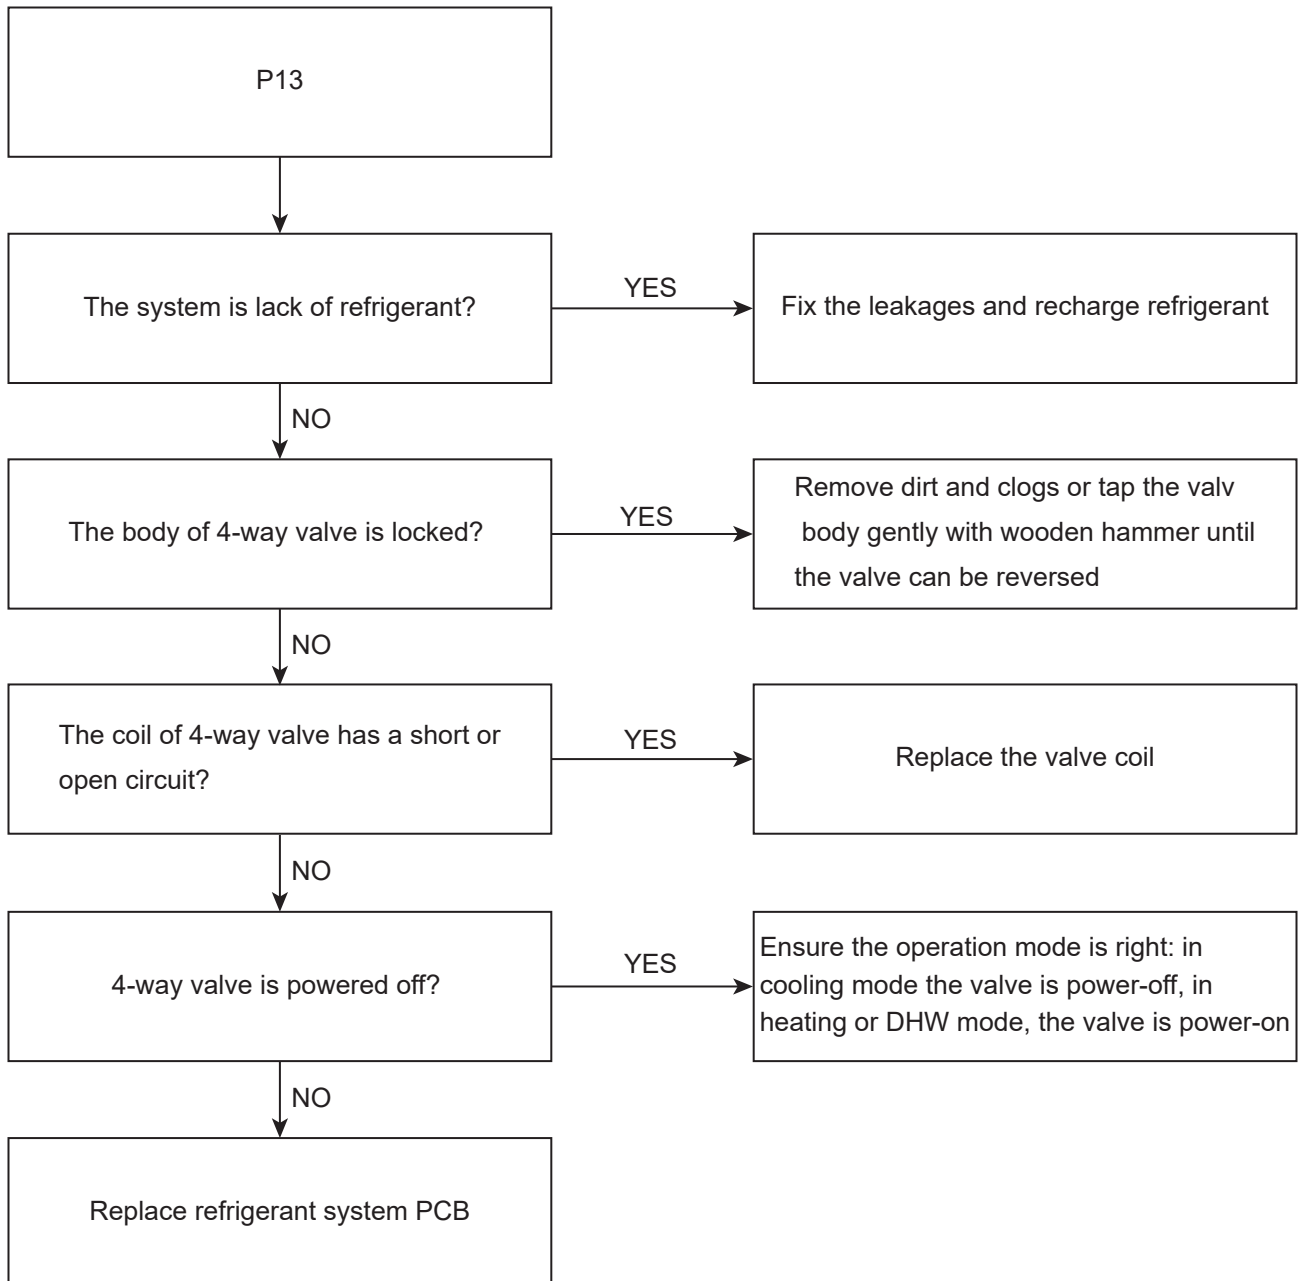 P13
The system is lack of refrigerant?
YES
Fix the leakages and recharge refrigerant
NO
The body of 4-way valve is locked?
YES
Remove dirt and clogs or tap the valv
body gently with wooden hammer until
the valve can be reversed
NO
The coil of 4-way valve has a short or
open circuit?
YES
Replace the valve coil
NO
4-way valve is powered off?
YES
Ensure the operation mode is right: in
cooling mode the valve is power-off, in
heating or DHW mode, the valve is power-on
NO
Replace refrigerant system PCB